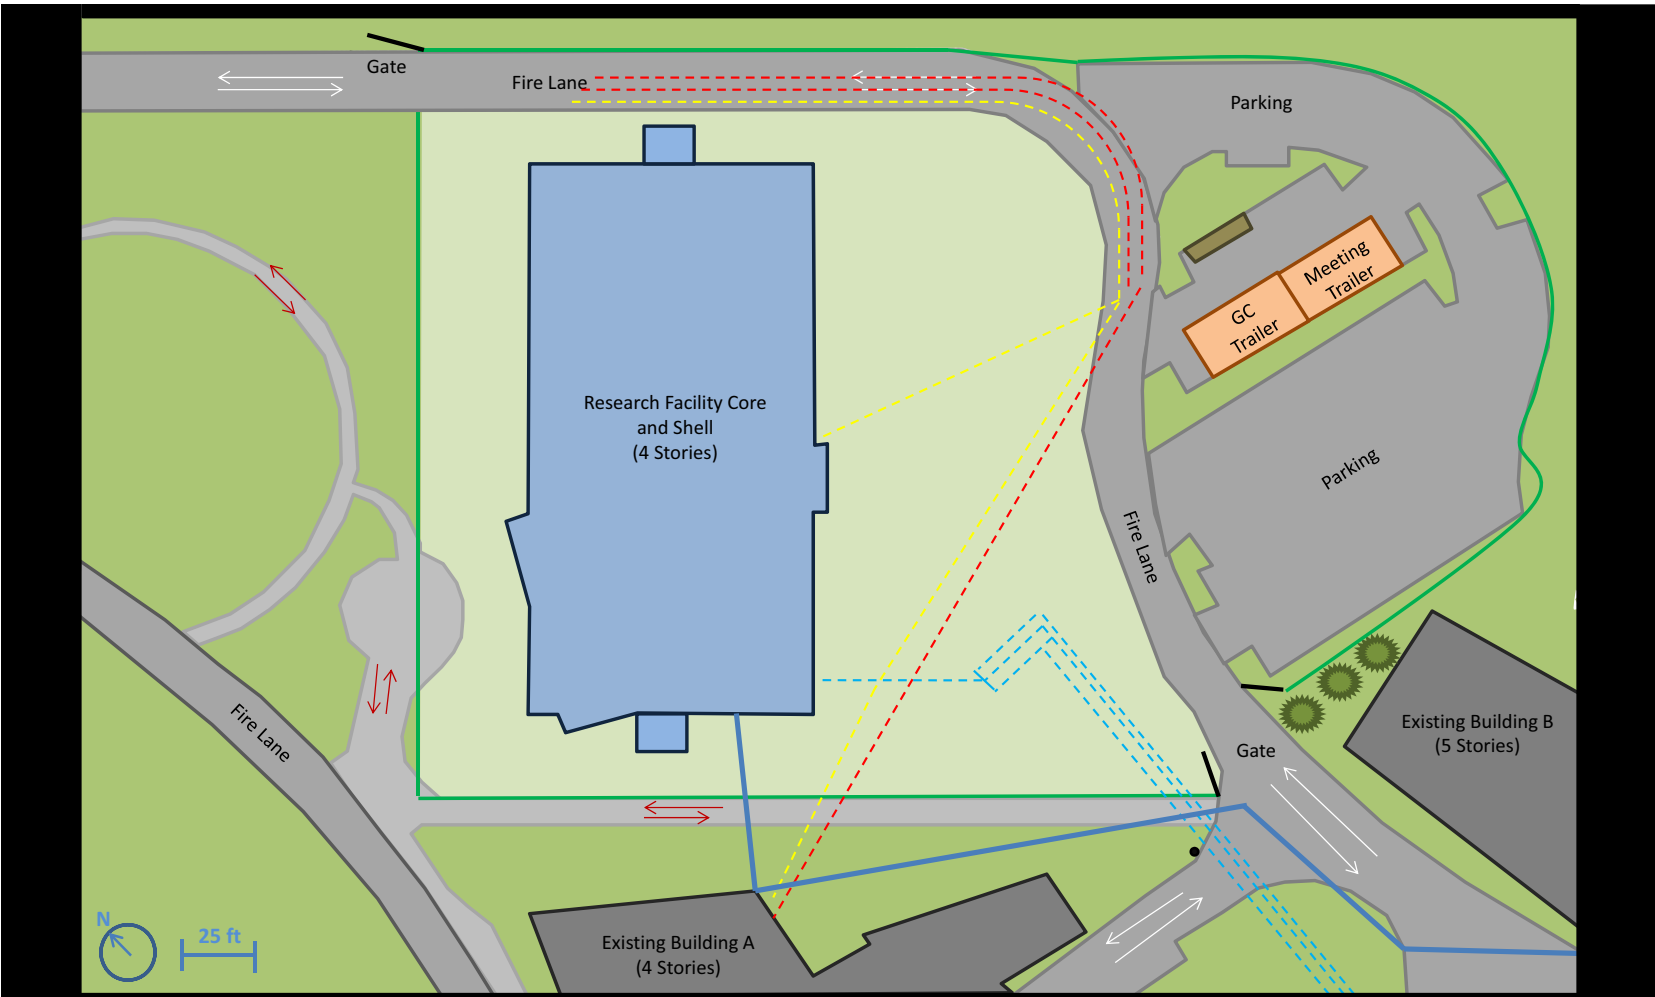 Gate
Fire Lane
Parking
Meeting
Trailer
GC
Trailer
Research Facility Core
and Shell
(4 Stories)
Parking
Fire Lane
Fire Lane
Existing Building B
(5 Stories)
Gate
N
25 ft
Existing Building A
(4 Stories)